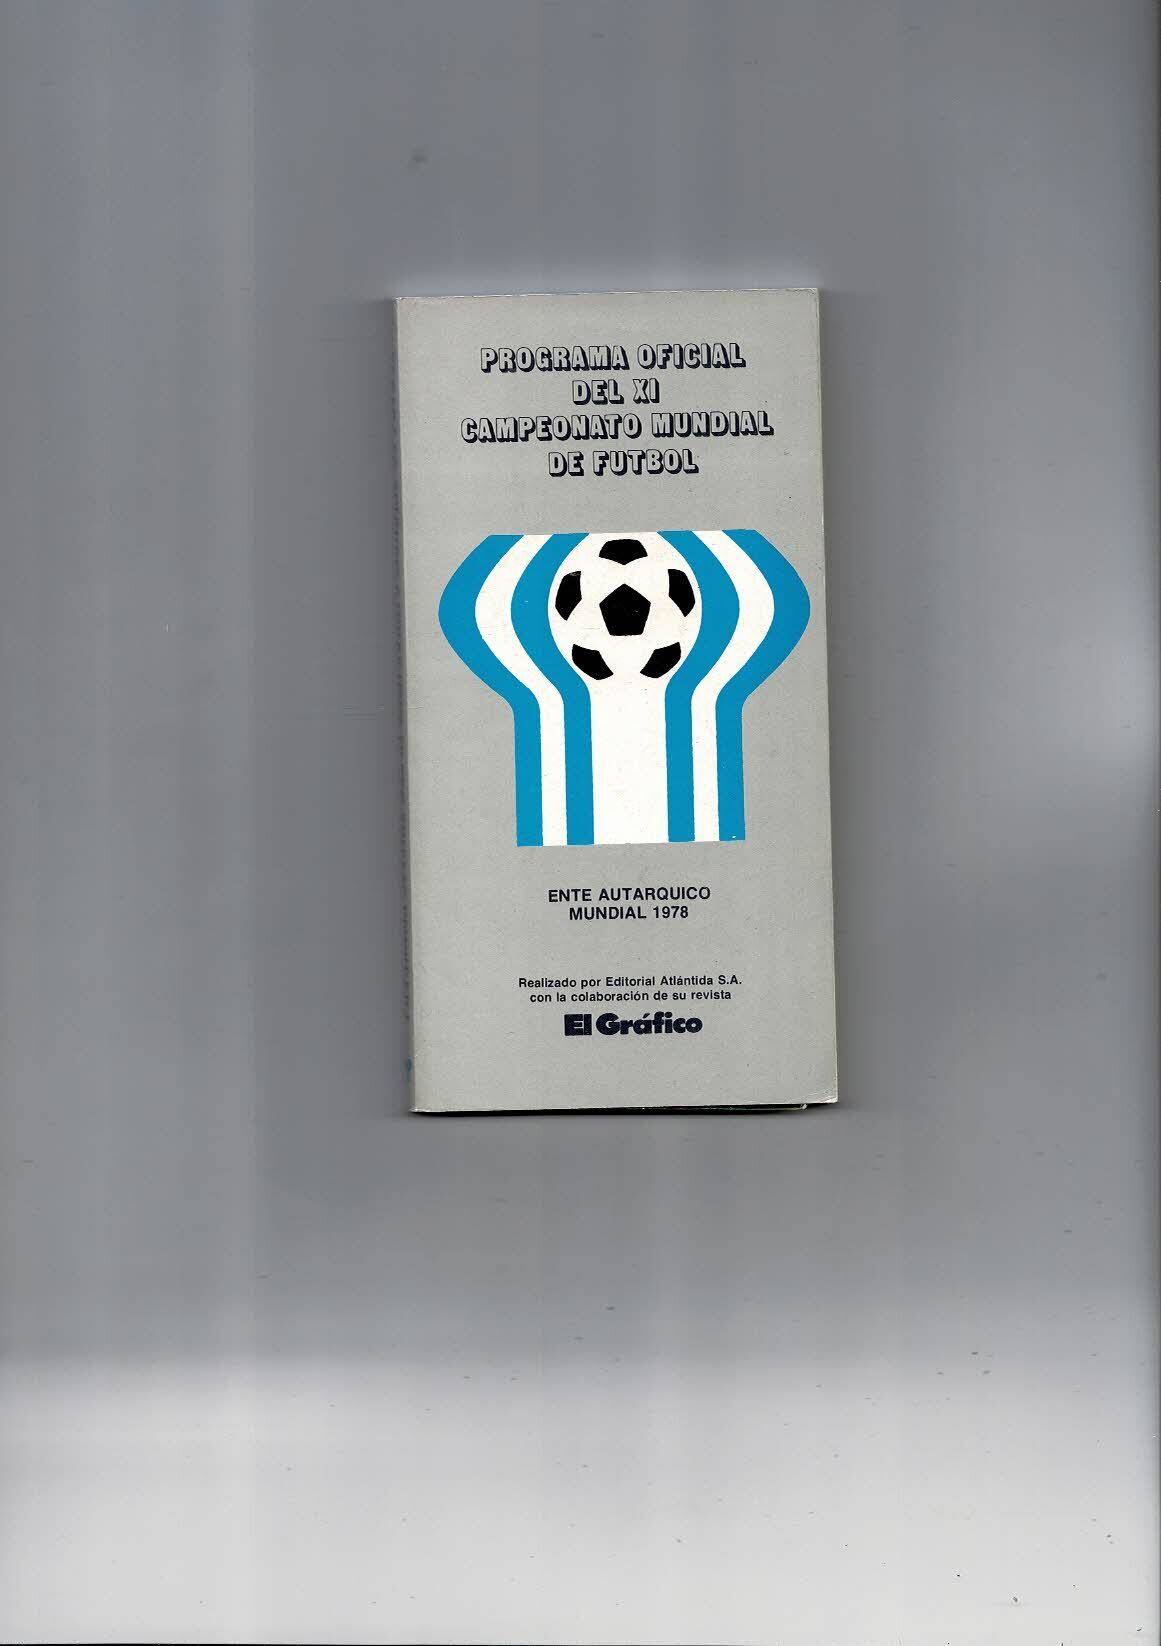 PROGRAMA OFICIAL
DEL XI
CAMPEONATO MUNDIAL
DE FUTBOL
ENTE AUTARQUICO
MUNDIAL 1978
Realizado por Editorial Atlántida S.A.
con la colaboración de su revista
El Gráfico